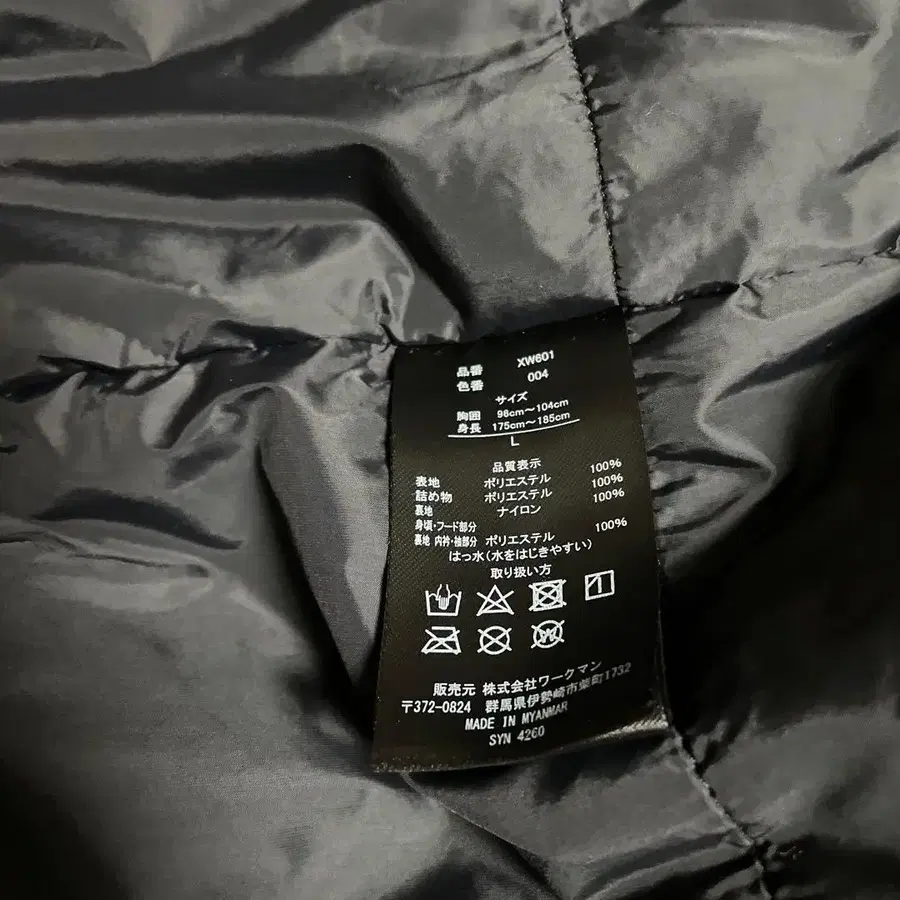 品番 XW601
色番 004
サイズ
胸囲 96cm～104cm
身長 175cm～185cm
L
品質表示
表地 ポリエステル 100%
詰め物 ポリエステル 100%
裏地 ナイロン 100%
身頃・フード部分
裏地 内衿・袖部分 ポリエステル 100%
はっ水(水をはじきやすい)
取り扱い方
W
販売元 株式会社ワークマン
〒372-0824 群馬県伊勢崎市柴町1732
MADE IN MYANMAR
SYN 4260